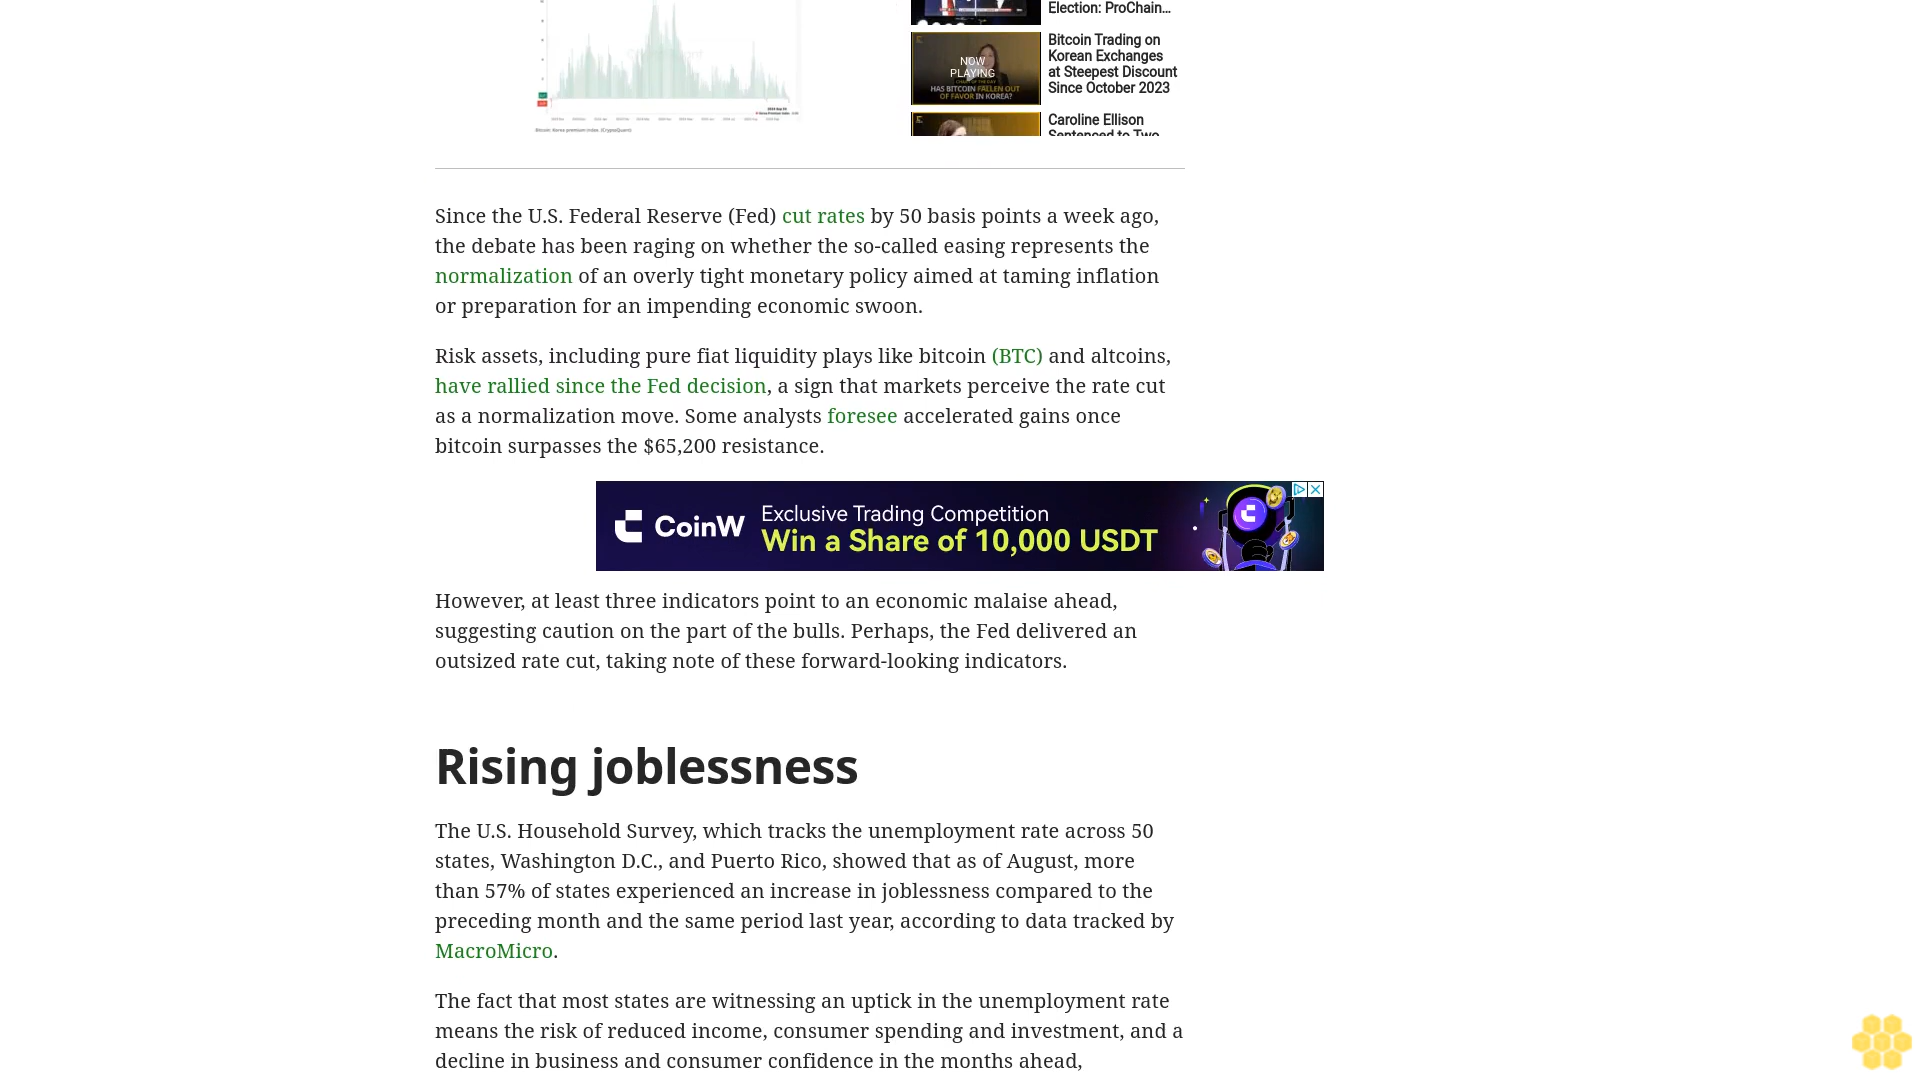 Election: ProChain...
Bitcoin Trading on
Korean Exchanges
at Steepest Discount
Since October 2023
NOW
PLAYING
HAS BITCOIN FALLEN OUT
OF FAVOR IN KOREA?
Caroline Ellison
Sentenced to Two
Bitcoin: Korea premium index. (CryptoQuant)
Since the U.S. Federal Reserve (Fed) cut rates by 50 basis points a week ago,
the debate has been raging on whether the so-called easing represents the
normalization of an overly tight monetary policy aimed at taming inflation
or preparation for an impending economic swoon.
Risk assets, including pure fiat liquidity plays like bitcoin (BTC) and altcoins,
have rallied since the Fed decision, a sign that markets perceive the rate cut
as a normalization move. Some analysts foresee accelerated gains once
bitcoin surpasses the $65,200 resistance.
CoinW
Exclusive Trading Competition
Win a Share of 10,000 USDT
However, at least three indicators point to an economic malaise ahead,
suggesting caution on the part of the bulls. Perhaps, the Fed delivered an
outsized rate cut, taking note of these forward-looking indicators.
Rising joblessness
The U.S. Household Survey, which tracks the unemployment rate across 50
states, Washington D.C., and Puerto Rico, showed that as of August, more
than 57% of states experienced an increase in joblessness compared to the
preceding month and the same period last year, according to data tracked by
MacroMicro.
The fact that most states are witnessing an uptick in the unemployment rate
means the risk of reduced income, consumer spending and investment, and a
decline in business and consumer confidence in the months ahead,